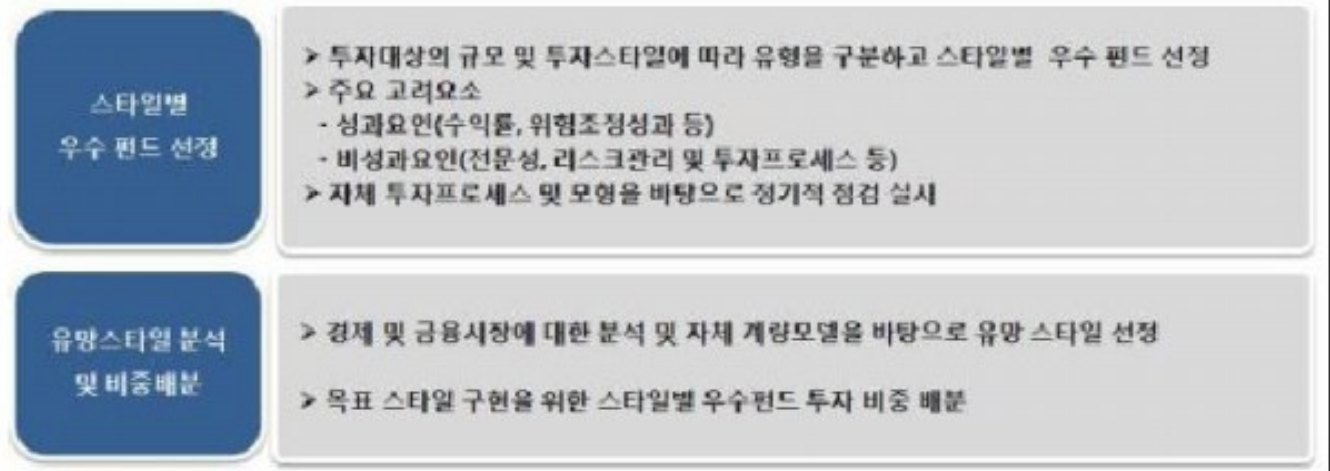 스타일별
우수 펀드 선정
➢ 투자대상의 규모 및 투자스타일에 따라 유형을 구분하고 스타일별 우수 펀드 선정
➢ 주요 고려요소
- 성과요인(수익률, 위험조정성과 등)
- 비성과요인(전문성, 리스크관리 및 투자프로세스 등)
➢ 자체 투자프로세스 및 모형을 바탕으로 정기적 점검 실시
유망스타일 분석
및 비중배분
➢ 경제 및 금융시장에 대한 분석 및 자체 계량모델을 바탕으로 유망 스타일 선정
➢ 목표 스타일 구현을 위한 스타일별 우수펀드 투자 비중 배분